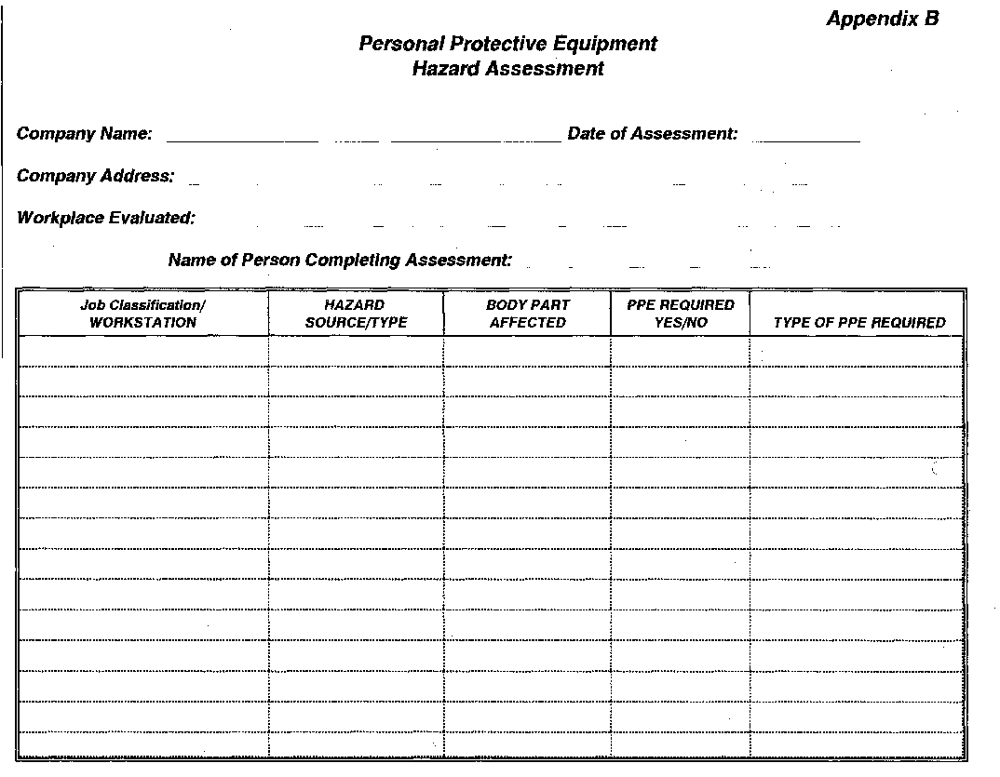 Appendix B
Personal Protective Equipment
Hazard Assessment
Company Name: Date of Assessment:
Company Address:
Workplace Evaluated:
Name of Person Completing Assessment:
Job Classification/ HAZARD BODY PART PPE REQUIRED
WORKSTATION SOURCE/TYPE AFFECTED YES/NO TYPE OF PPE REQUIRED